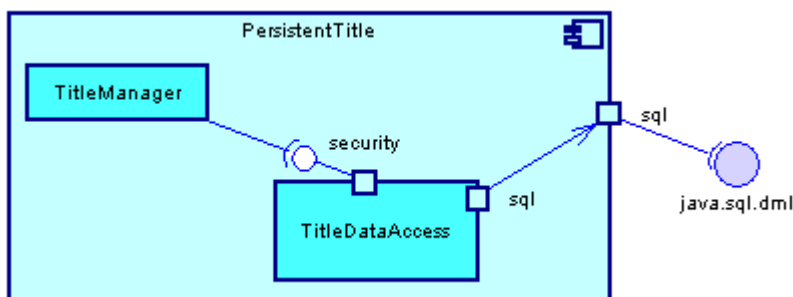 PersistentTitle
TitleManager
sql
security
sql
java.sql.dml
TitleDataAccess